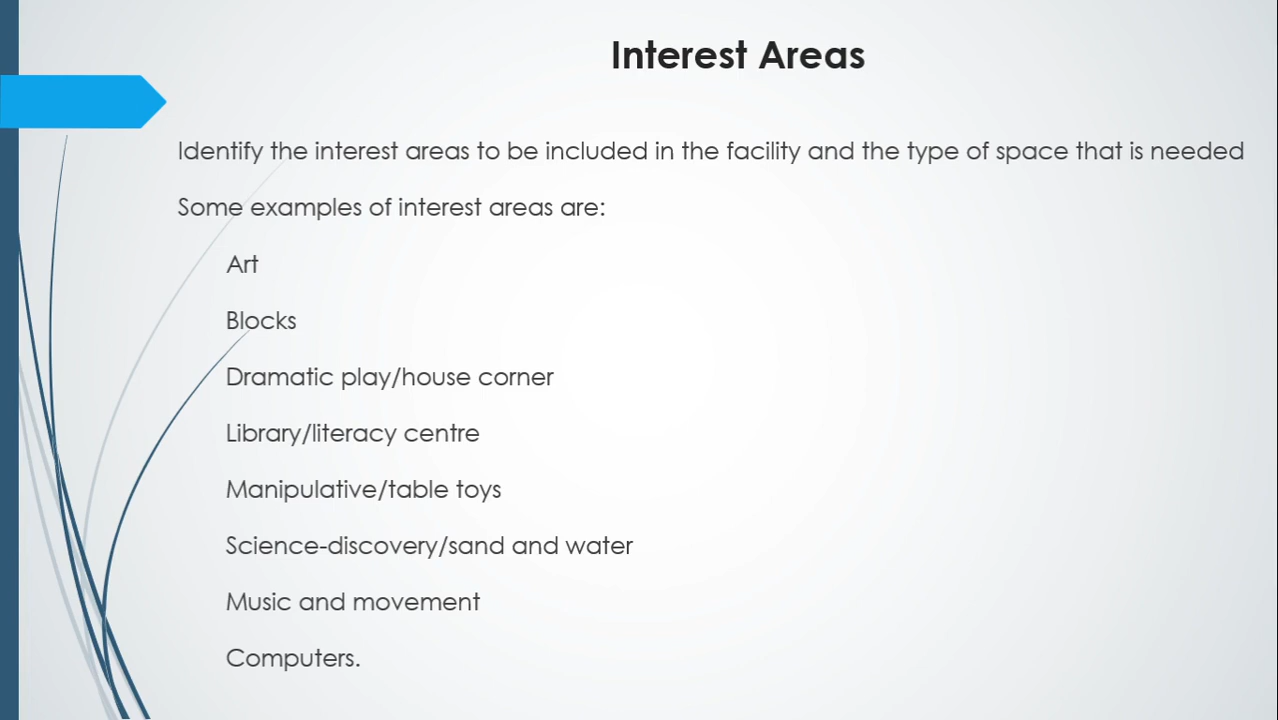 Interest Areas
Identify the interest areas to be included in the facility and the type of space that is needed
Some examples of interest areas are:
Art
Blocks
Dramatic play/house corner
Library/literacy centre
Manipulative/table toys
Science-discovery/sand and water
Music and movement
Computers.